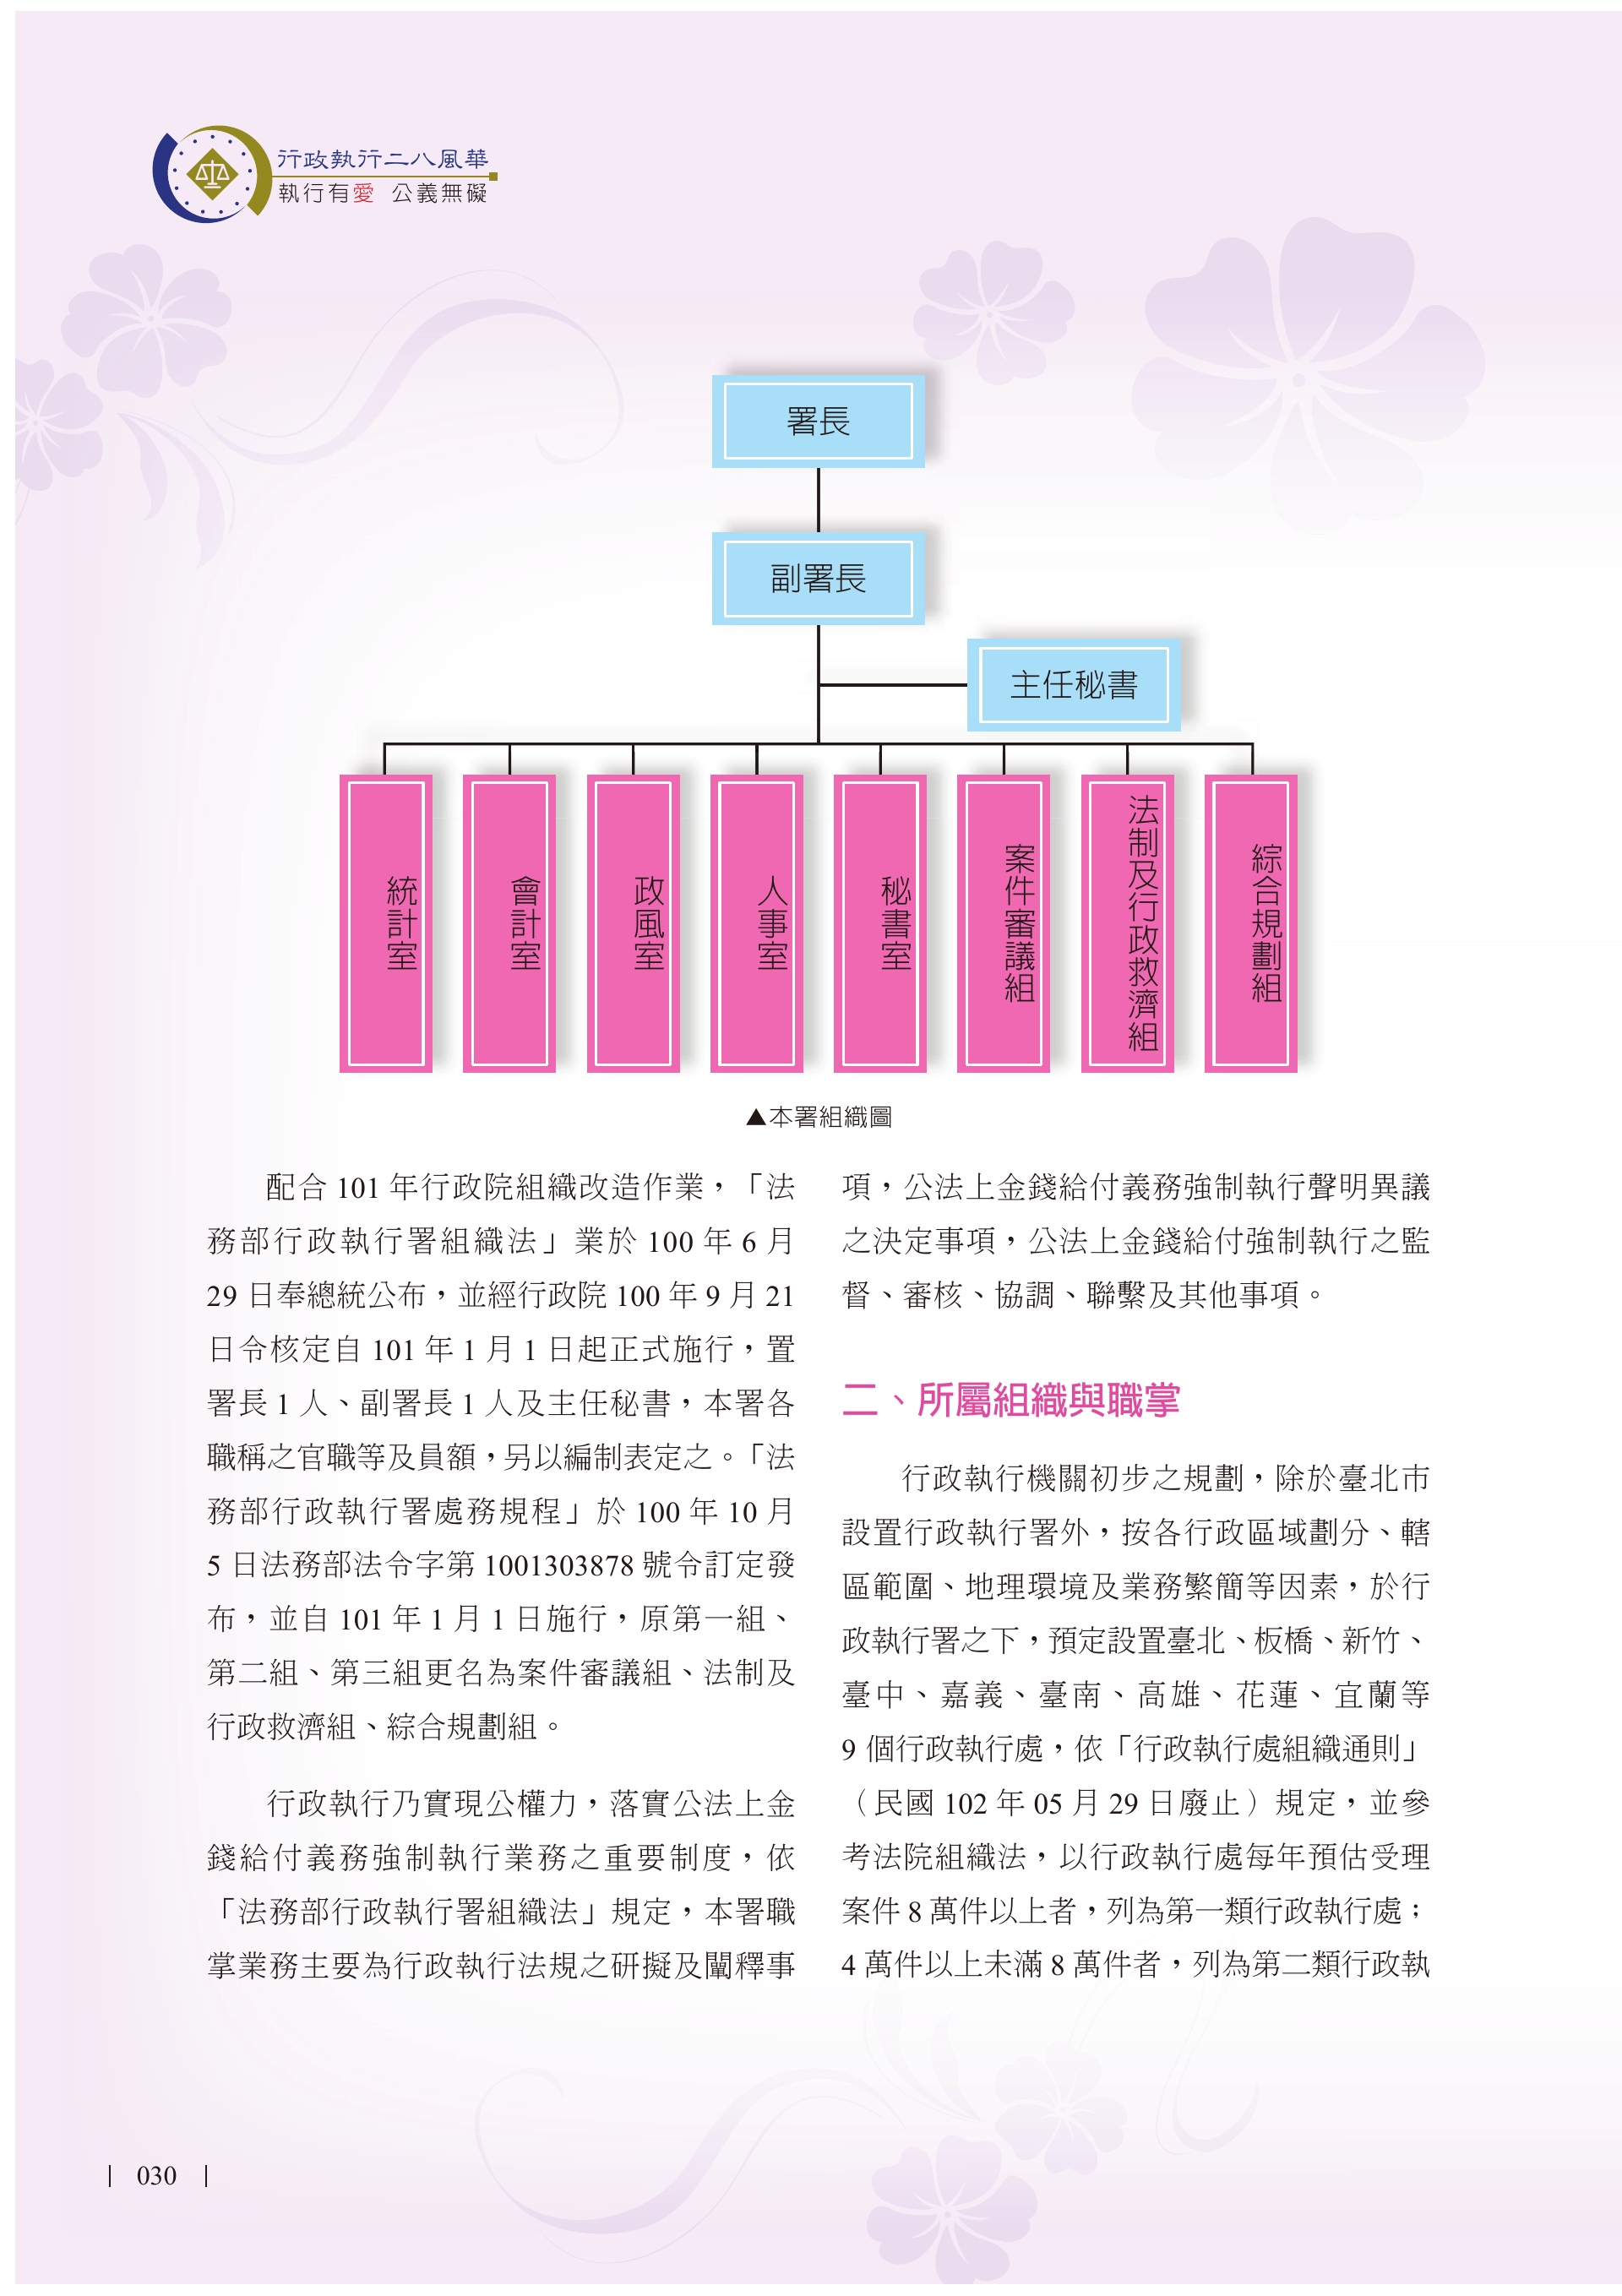 行政執行二八風華
執行有愛 公義無礙
署長
副署長
主任秘書
統計室
會計室
政風室
人事室
秘書室
案件審議組
法制及行政救濟組
綜合規劃組
▲本署組織圖
配合 101 年行政院組織改造作業，「法
務部行政執行署組織法」業於 100 年 6 月
29 日奉總統公布，並經行政院 100 年 9 月 21
日令核定自 101 年 1 月 1 日起正式施行，置
署長 1 人、副署長 1 人及主任秘書，本署各
職稱之官職等及員額，另以編制表定之。「法
務部行政執行署處務規程」於 100 年 10 月
5 日法務部法令字第 1001303878 號令訂定發
布，並自 101 年 1 月 1 日施行，原第一組、
第二組、第三組更名為案件審議組、法制及
行政救濟組、綜合規劃組。
行政執行乃實現公權力，落實公法上金
錢給付義務強制執行業務之重要制度，依
「法務部行政執行署組織法」規定，本署職
掌業務主要為行政執行法規之研擬及闡釋事
項，公法上金錢給付義務強制執行聲明異議
之決定事項，公法上金錢給付強制執行之監
督、審核、協調、聯繫及其他事項。
二、所屬組織與職掌
行政執行機關初步之規劃，除於臺北市
設置行政執行署外，按各行政區域劃分、轄
區範圍、地理環境及業務繁簡等因素，於行
政執行署之下，預定設置臺北、板橋、新竹、
臺中、嘉義、臺南、高雄、花蓮、宜蘭等
9 個行政執行處，依「行政執行處組織通則」
（民國 102 年 05 月 29 日廢止）規定，並參
考法院組織法，以行政執行處每年預估受理
案件 8 萬件以上者，列為第一類行政執行處；
4 萬件以上未滿 8 萬件者，列為第二類行政執
030